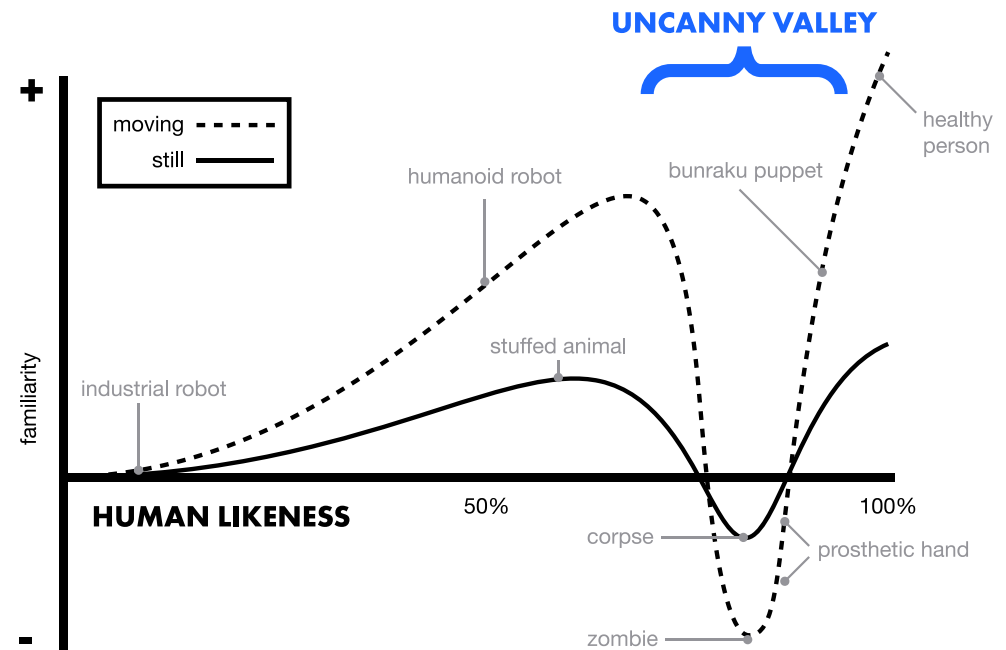 UNCANNY VALLEY
+
moving
still
healthy
person
humanoid robot
bunraku puppet
stuffed animal
industrial robot
familiarity
HUMAN LIKENESS
50%
100%
corpse
prosthetic hand
zombie
-